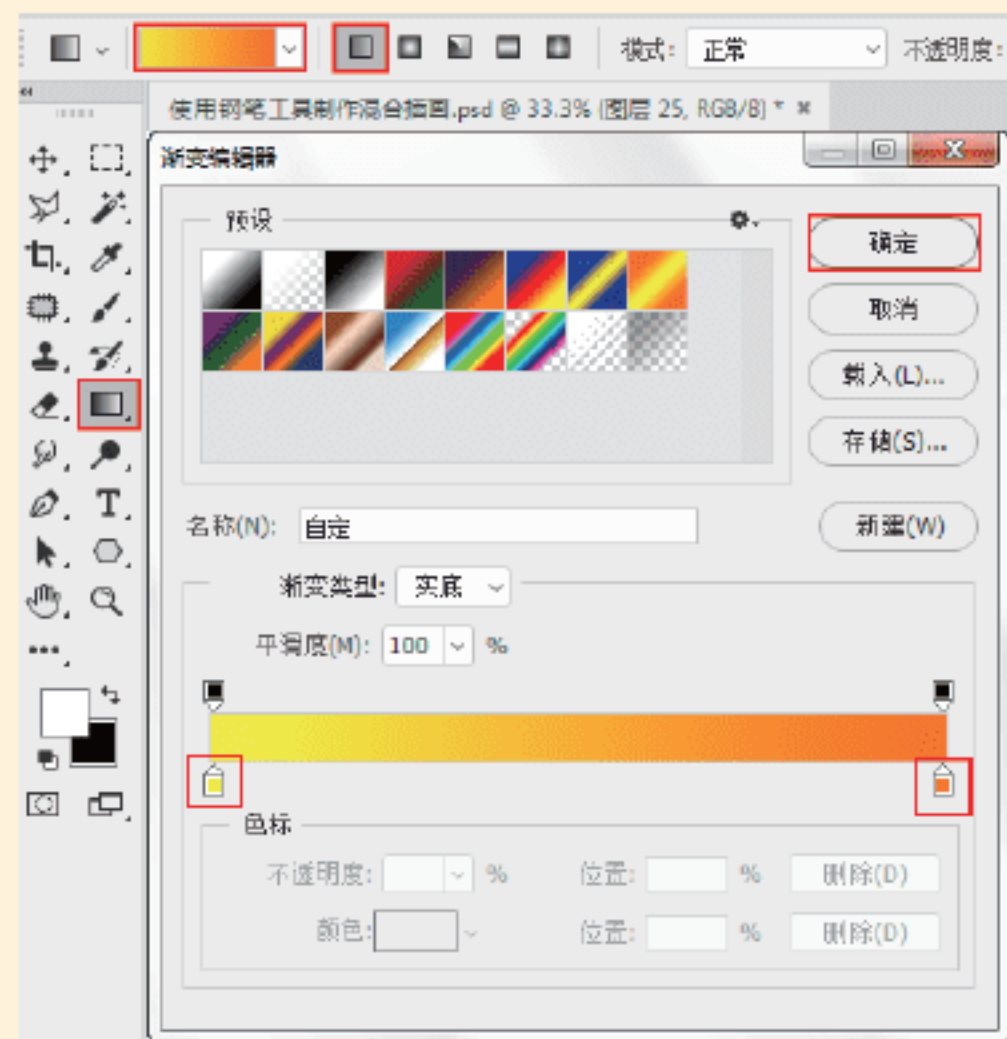 模式: 正常 不透明度:
使用钢笔工具制作混合插画.psd @ 33.3% (图层 25, RGB/8) *
渐变编辑器
预设
确定
取消
载入(L)...
存储(S)...
名称(N): 自定
新建(W)
渐变类型: 实底
平滑度(M): 100 %
色标
不透明度: % 位置: % 删除(D)
颜色: 位置: % 删除(D)
T